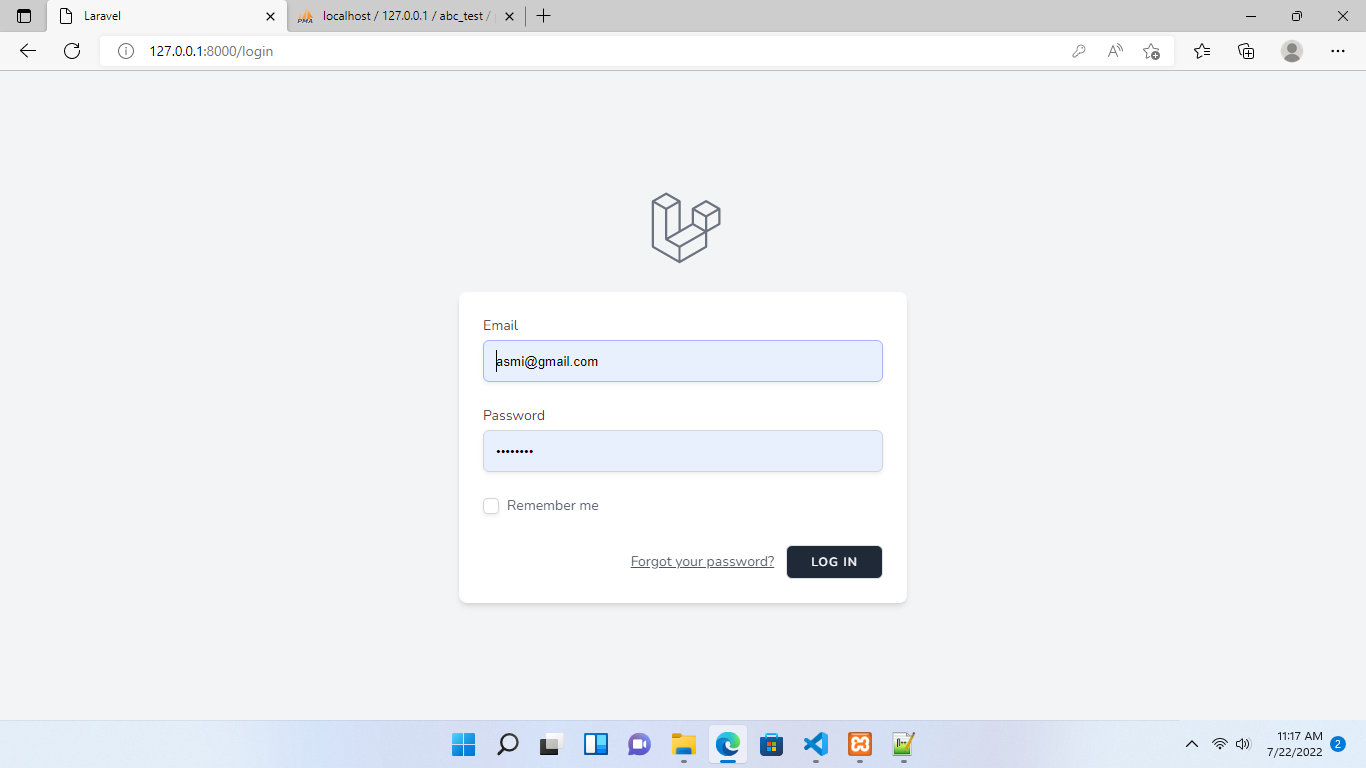 Laravel
localhost / 127.0.0.1 / abc_test /
127.0.0.1:8000/login
Email
asmi@gmail.com
Password
••••••••
Remember me
Forgot your password?
LOG IN
11:17 AM
7/22/2022
2